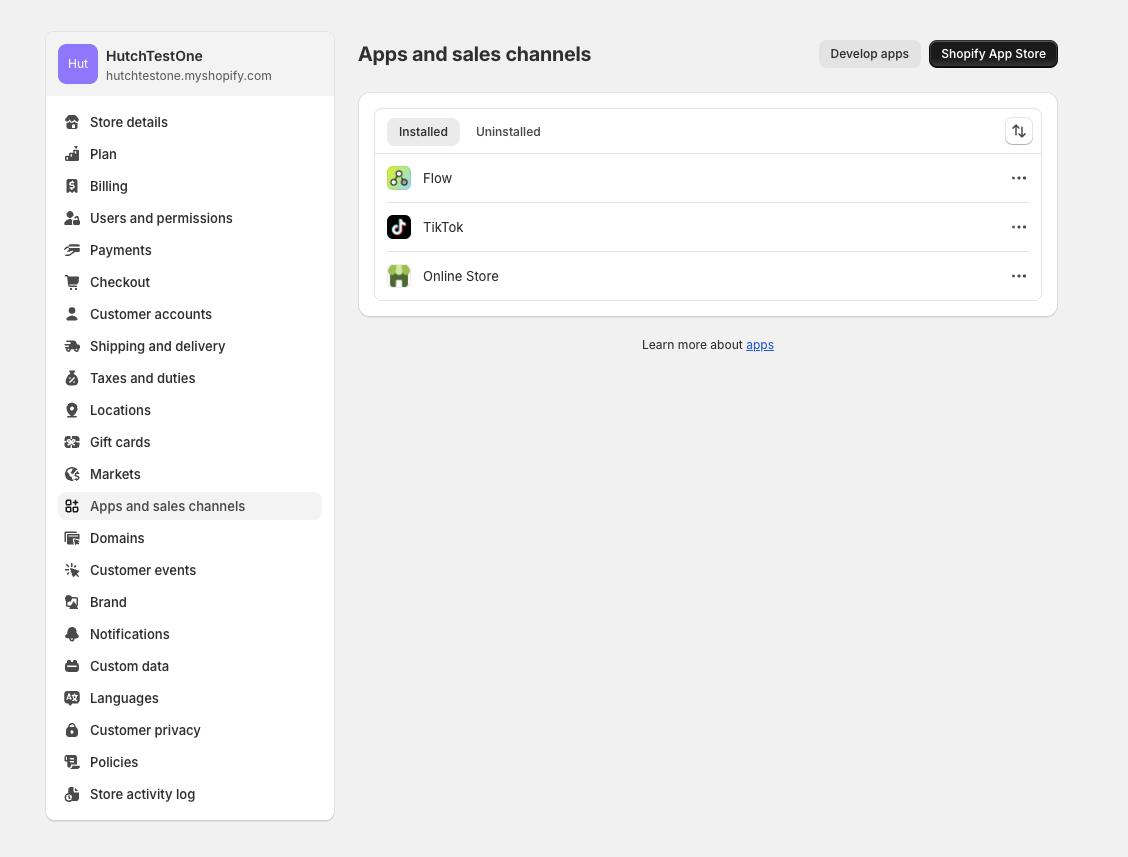 Hut
HutchTestOne
hutchtestone.myshopify.com
Store details
Plan
Billing
Users and permissions
Payments
Checkout
Customer accounts
Shipping and delivery
Taxes and duties
Locations
Gift cards
Markets
Apps and sales channels
Domains
Customer events
Brand
Notifications
Custom data
Languages
Customer privacy
Policies
Store activity log
Apps and sales channels
Develop apps
Shopify App Store
Installed
Uninstalled
Flow
TikTok
Online Store
Learn more about apps